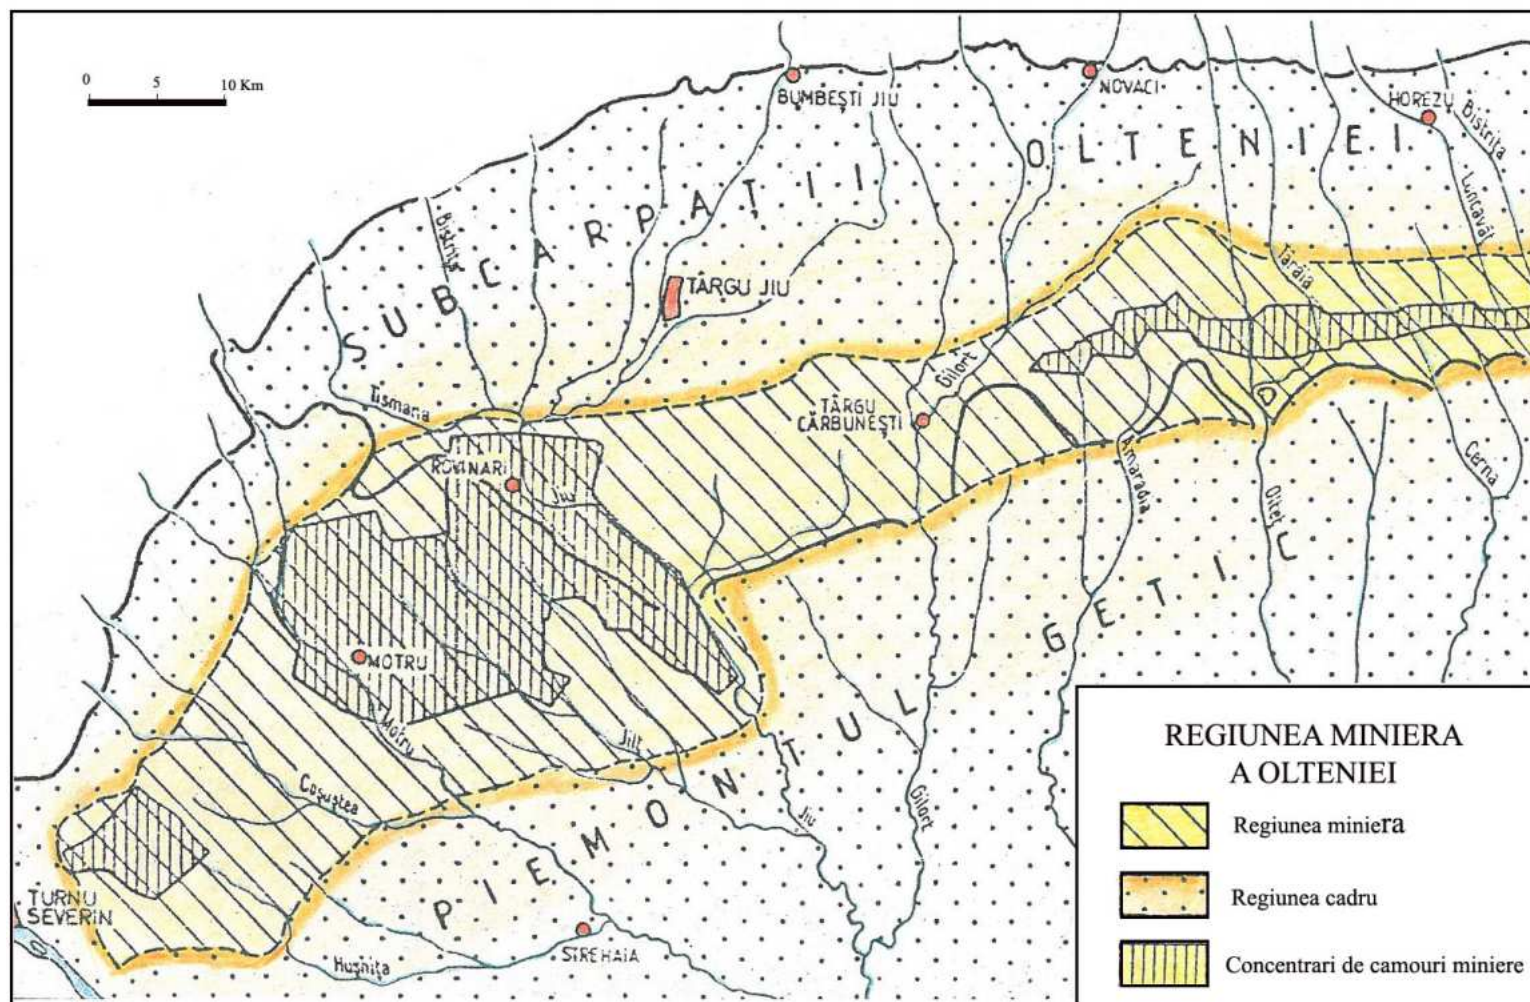 0 5 10 Km
BUMBEȘTI JIU
NOVACI
HOREZU
Bistrița
SUBCARPAȚII OLTENIEI
Luncavăț
Bistrița
TÂRGU JIU
Tărâia
Gilort
Tismana
TÂRGU
CĂRBUNEȘTI
ROVINARI
Jiu
Amaradia
Olteț
Cerna
MOTRU
Motru
Jilț
Coșuștea
Jiu
Gilort
PIEMONTUL GETIC
TURNU
SEVERIN
STREHAIA
Hușnița
REGIUNEA MINIERA
A OLTENIEI
Regiunea miniera
Regiunea cadru
Concentrari de camouri miniere